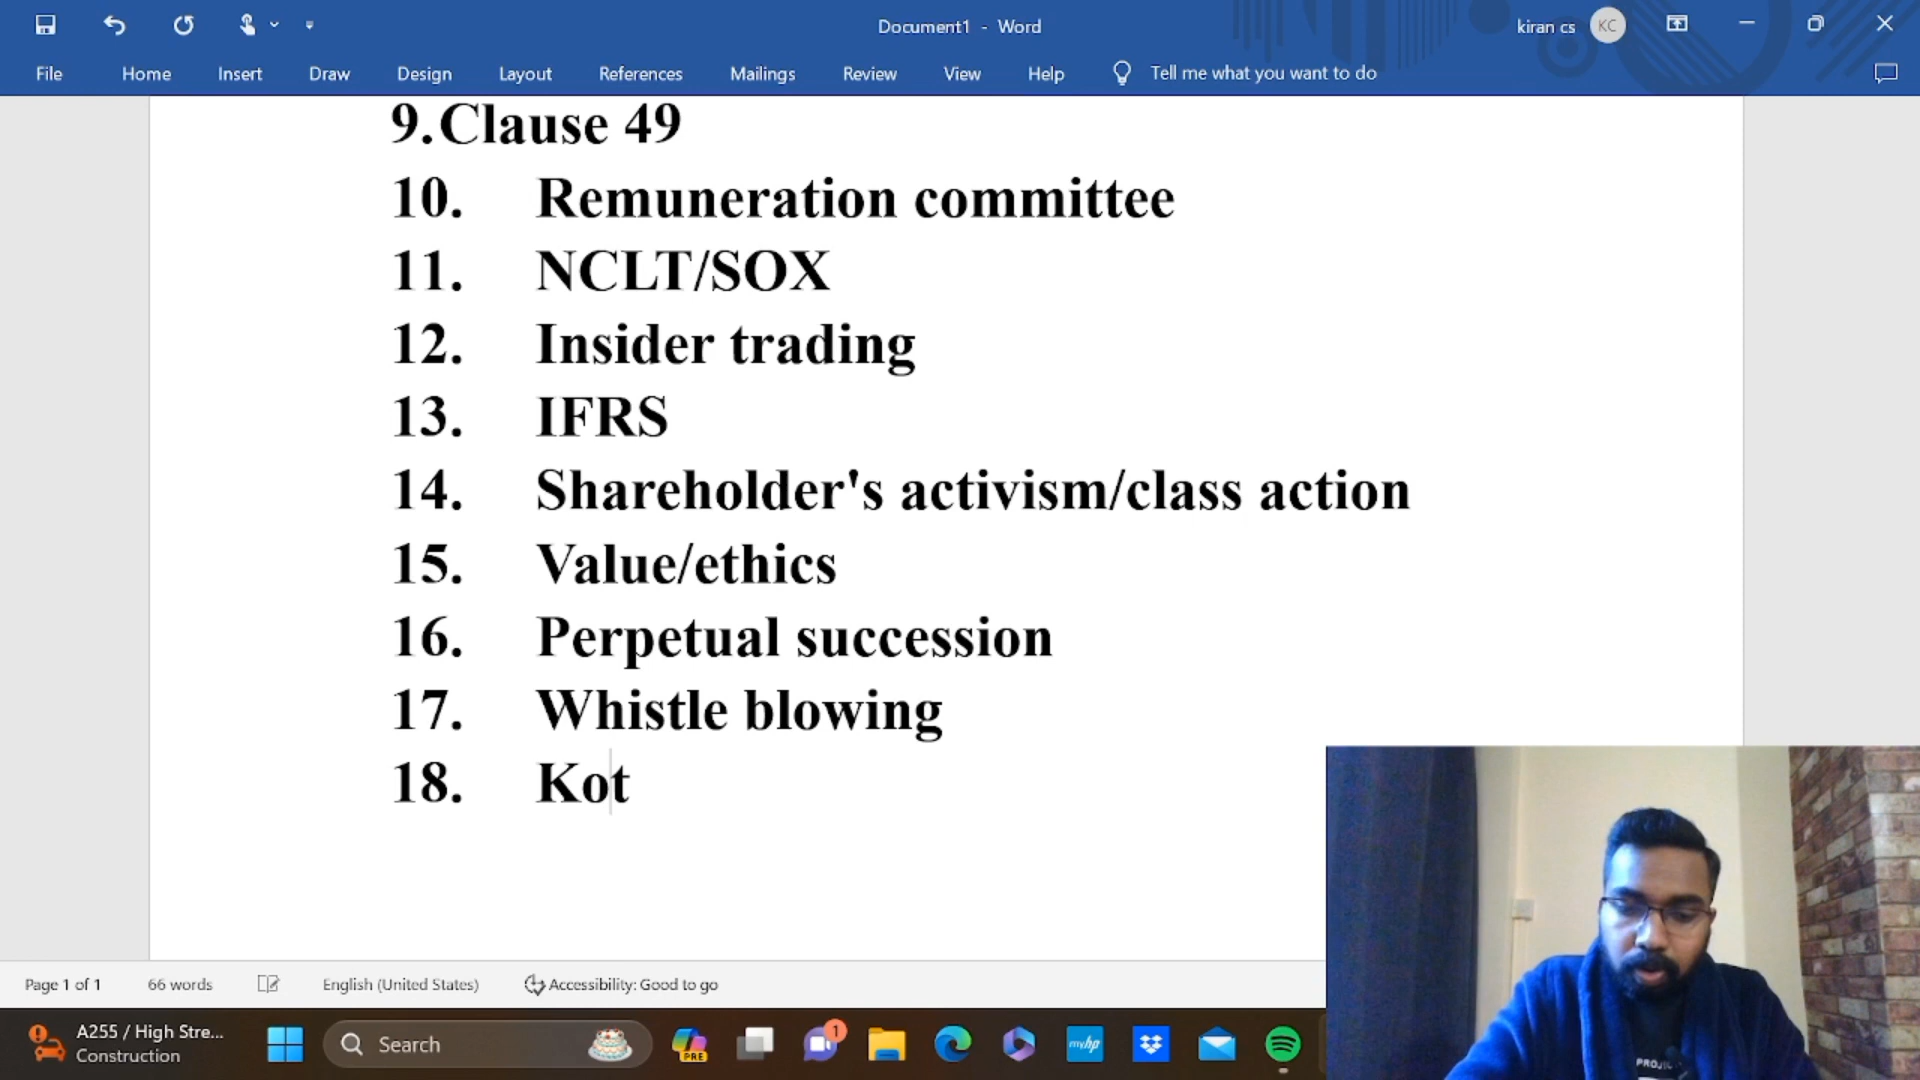 Document1 - Word
kiran cs KC
File Home Insert Draw Design Layout References Mailings Review View Help Tell me what you want to do
9. Clause 49
10. Remuneration committee
11. NCLT/SOX
12. Insider trading
13. IFRS
14. Shareholder's activism/class action
15. Value/ethics
16. Perpetual succession
17. Whistle blowing
18. Kot
Page 1 of 1 66 words English (United States) Accessibility: Good to go
A255 / High Stre...
Construction
Search
PRE
1
myhp